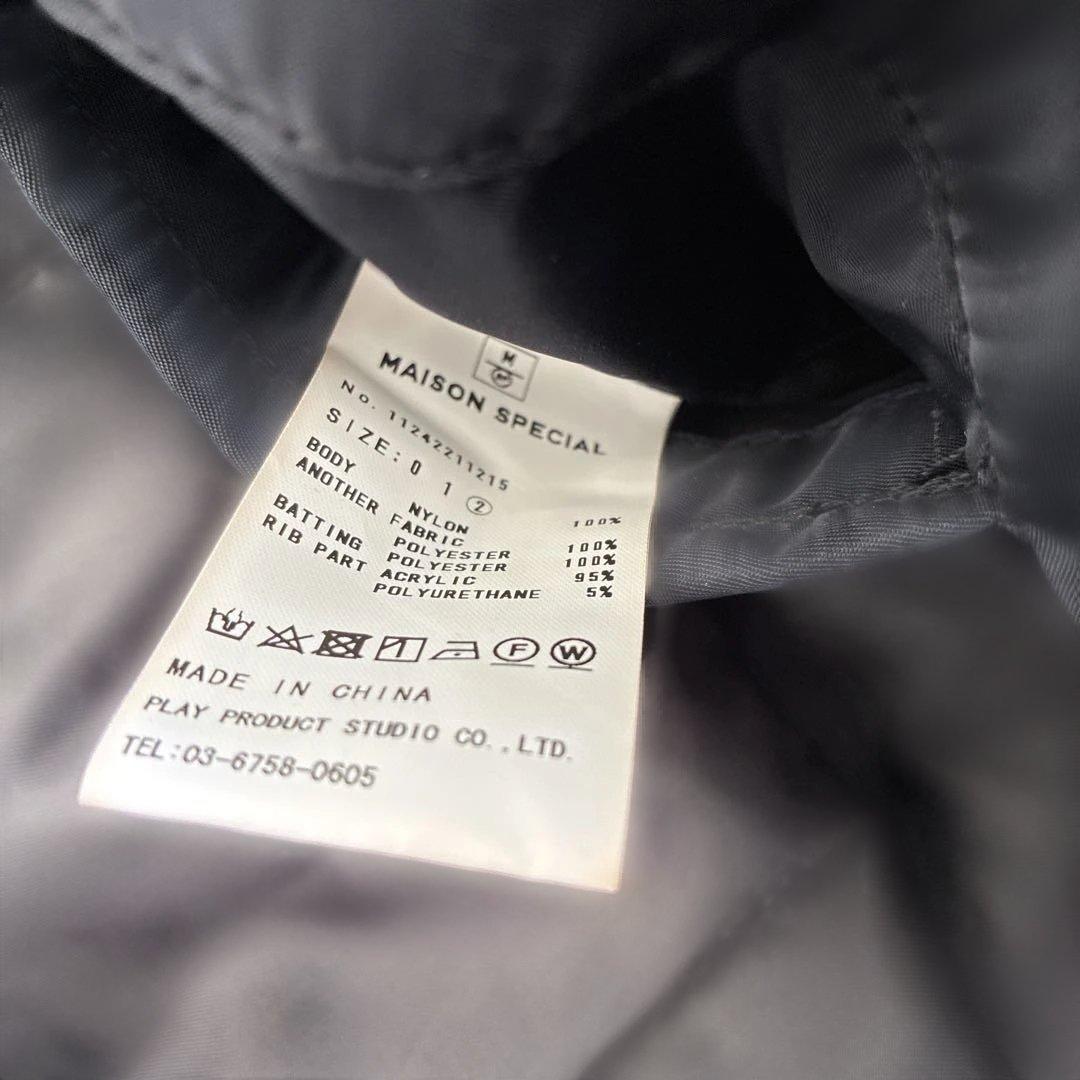 M
MAISON SPECIAL
No. 11242211215
SIZE: 0 1 ②
BODY NYLON 100%
ANOTHER FABRIC
POLYESTER 100%
BATTING POLYESTER 100%
RIB PART ACRYLIC 95%
POLYURETHANE 5%
F W
MADE IN CHINA
PLAY PRODUCT STUDIO CO.,LTD.
TEL:03-6758-0605